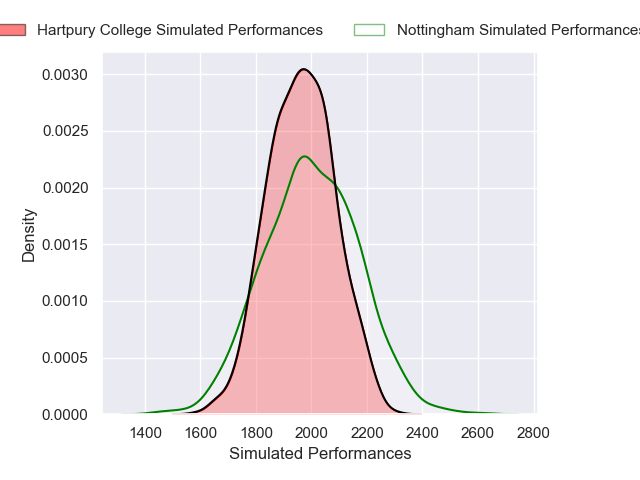 Hartpury College Simulated Performances
Nottingham Simulated Performances
0.0030
0.0025
0.0020
0.0015
0.0010
0.0005
0.0000
Density
1400 1600 1800 2000 2200 2400 2600 2800
Simulated Performances